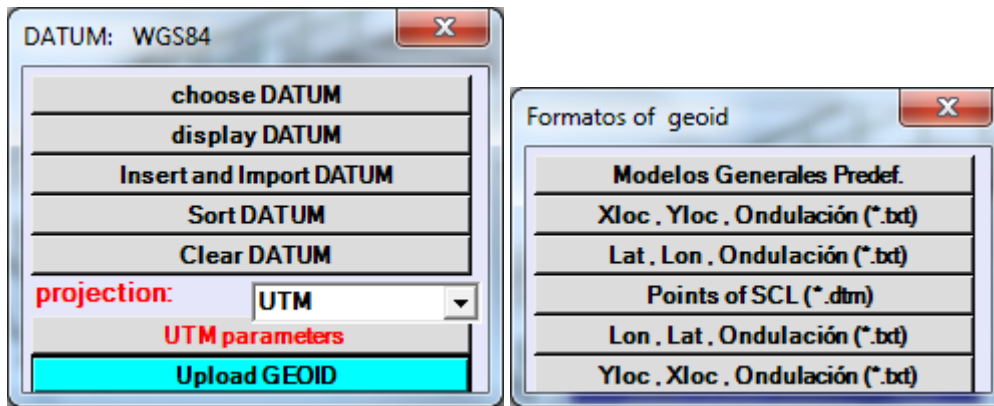 DATUM: WGS84
choose DATUM
display DATUM
Insert and Import DATUM
Sort DATUM
Clear DATUM
projection: UTM
UTM parameters
Upload GEOID
Formatos of geoid
Modelos Generales Predef.
Xloc , Yloc , Ondulación (*.txt)
Lat , Lon , Ondulación (*.txt)
Points of SCL (*.dtm)
Lon , Lat , Ondulación (*.txt)
Yloc , Xloc , Ondulación (*.txt)